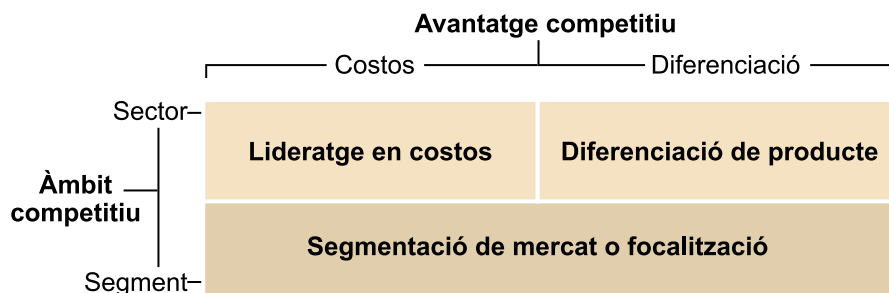 Avantatge competitiu
Costos
Diferenciació
Sector
Lideratge en costos
Diferenciació de producte
Àmbit
competitiu
Segmentació de mercat o focalització
Segment